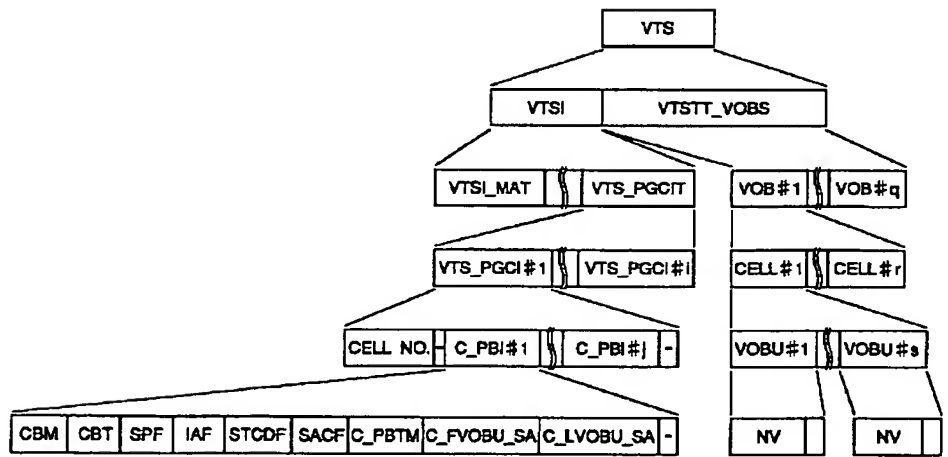 VTS
VTSI VTSTT_VOBS
VTSI_MAT VTS_PGCIT VOB#1 VOB#q
VTS_PGCI#1 VTS_PGCI#i CELL#1 CELL#r
CELL NO. - C_PBI#1 C_PBI#j - VOBU#1 VOBU#s
CBM CBT SPF IAF STCDF SACF C_PBTM C_FVOBU_SA C_LVOBU_SA - NV NV